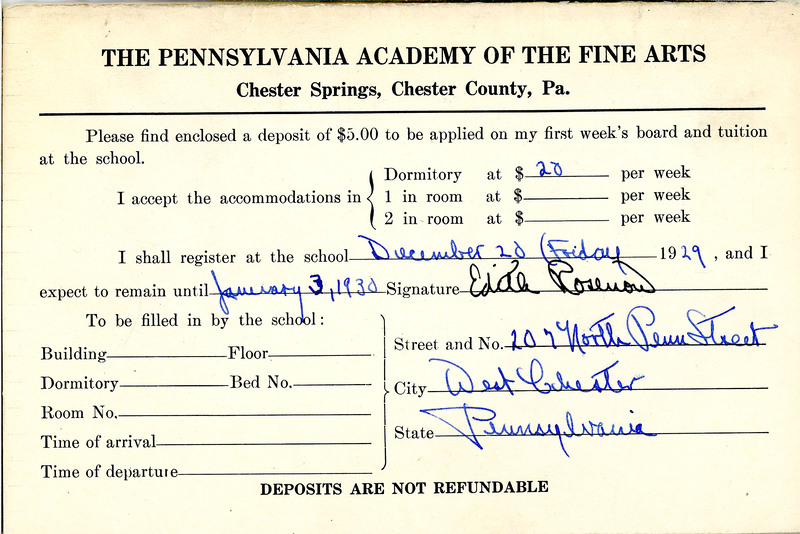 THE PENNSYLVANIA ACADEMY OF THE FINE ARTS
Chester Springs, Chester County, Pa.
Please find enclosed a deposit of $5.00 to be applied on my first week's board and tuition
at the school.
I accept the accommodations in
Dormitory at $ 20 per week
1 in room at $ per week
2 in room at $ per week
I shall register at the school December 20 (Friday 1929, and I
expect to remain until January 3, 1930 Signature Edith Rosenow
To be filled in by the school:
Building Floor
Dormitory Bed No.
Room No.
Time of arrival
Time of departure
Street and No. 207 North Penn Street
City West Chester
State Pennsylvania
DEPOSITS ARE NOT REFUNDABLE